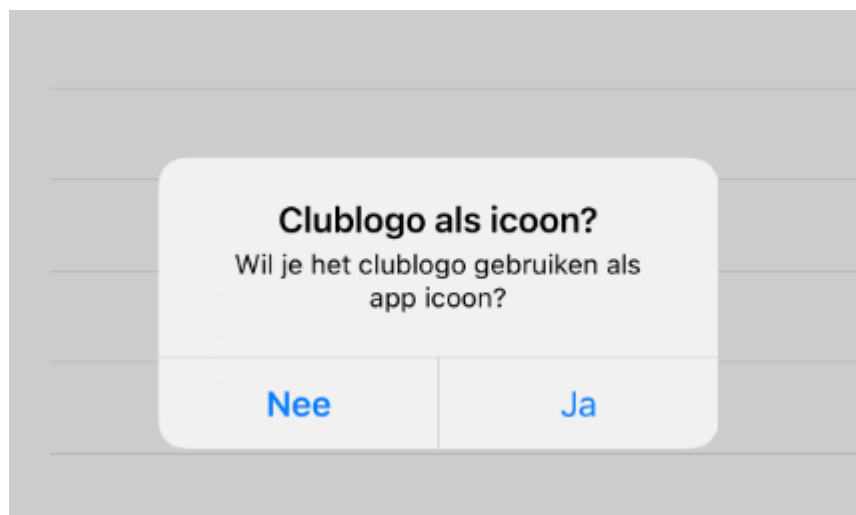 Clublogo als icoon?
Wil je het clublogo gebruiken als
app icoon?
Nee
Ja